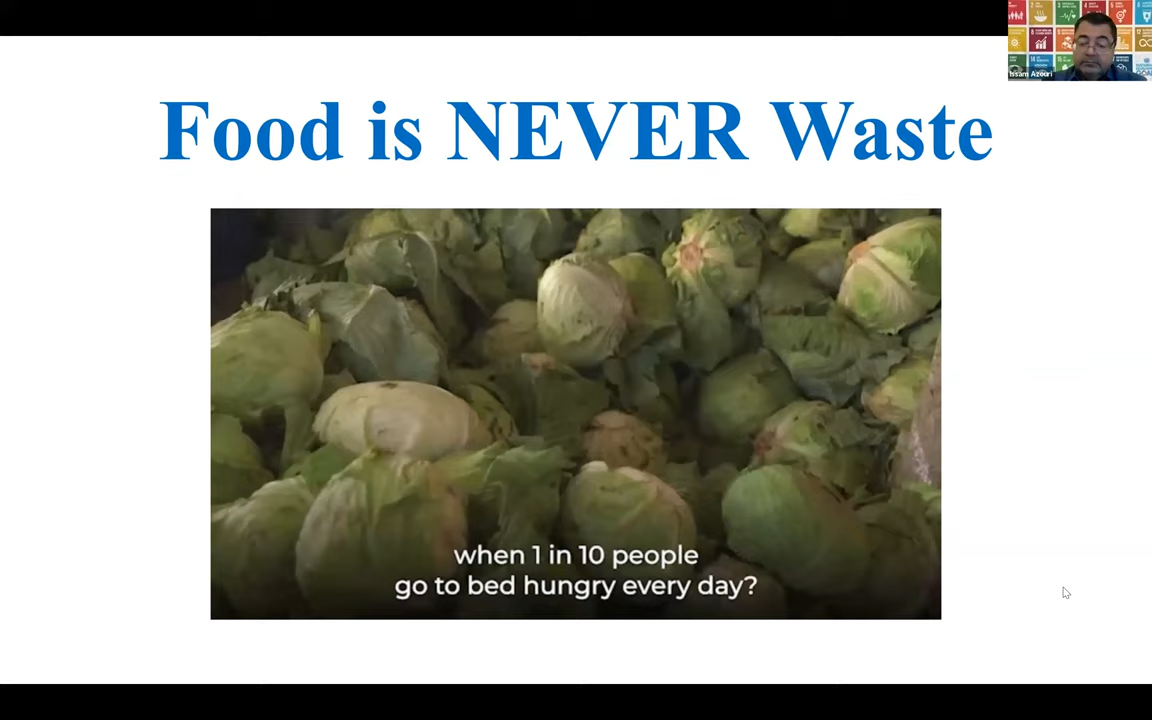 Food is NEVER Waste
Issam Azouri
when 1 in 10 people
go to bed hungry every day?